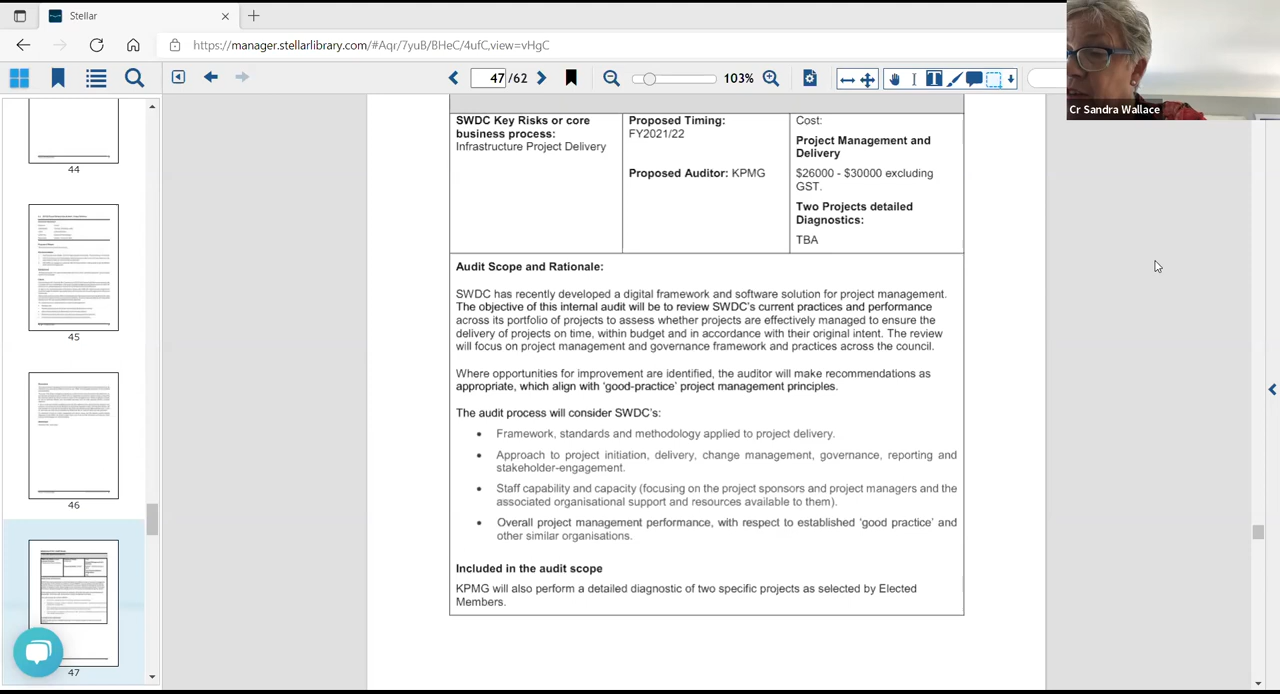 Stellar
https://manager.stellarlibrary.com/#Aqr/7yuB/BHeC/4ufC,view=vHgC
47 /62
103%
Cr Sandra Wallace
44
45
46
47
SWDC Key Risks or core
business process:
Infrastructure Project Delivery
Proposed Timing:
FY2021/22
Proposed Auditor: KPMG
Cost:
Project Management and
Delivery
$26000 - $30000 excluding
GST.
Two Projects detailed
Diagnostics:
TBA
Audit Scope and Rationale:
SWDC has recently developed a digital framework and software solution for project management.
The objective of this internal audit will be to review SWDC's current practices and performance
across its portfolio of projects to assess whether projects are effectively managed to ensure the
delivery of projects on time, within budget and in accordance with their original intent. The review
will focus on project management and governance framework and practices across the council.
Where opportunities for improvement are identified, the auditor will make recommendations as
appropriate, which align with 'good-practice' project management principles.
The audit process will consider SWDC's:
• Framework, standards and methodology applied to project delivery.
• Approach to project initiation, delivery, change management, governance, reporting and
stakeholder-engagement.
• Staff capability and capacity (focusing on the project sponsors and project managers and the
associated organisational support and resources available to them).
• Overall project management performance, with respect to established 'good practice' and
other similar organisations.
Included in the audit scope
KPMG will also perform a detailed diagnostic of two specific projects as selected by Elected
Members.